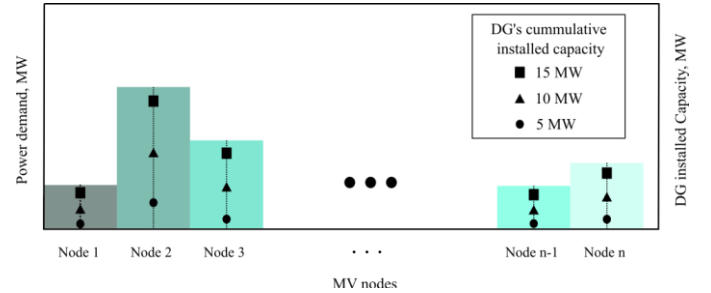 Power demand, MW
DG's cummulative
installed capacity
15 MW
10 MW
5 MW
DG installed Capacity, MW
Node 1
Node 2
Node 3
. . .
Node n-1
Node n
MV nodes